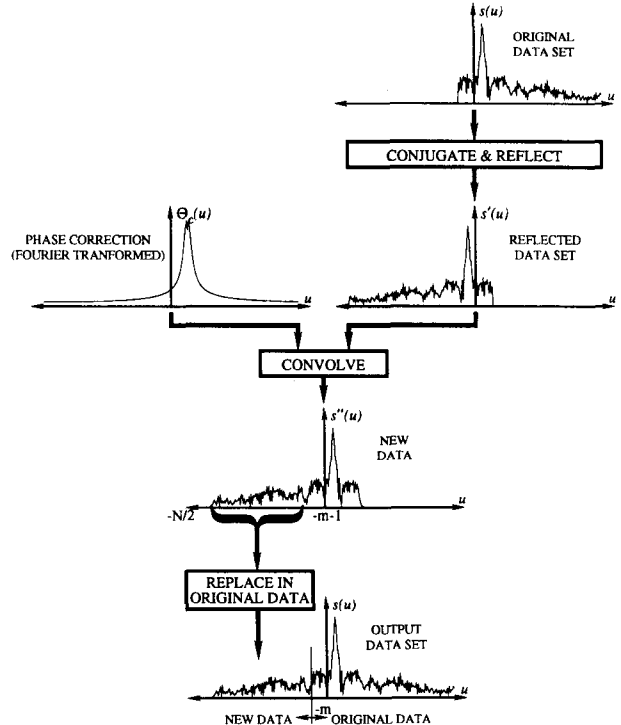 s(u)
ORIGINAL
DATA SET
u
CONJUGATE & REFLECT
ϴc(u)
s'(u)
PHASE CORRECTION
(FOURIER TRANFORMED)
REFLECTED
DATA SET
u
u
CONVOLVE
s''(u)
NEW
DATA
u
-N/2
-m-1
REPLACE IN
ORIGINAL DATA
s(u)
OUTPUT
DATA SET
u
-m
NEW DATA
ORIGINAL DATA